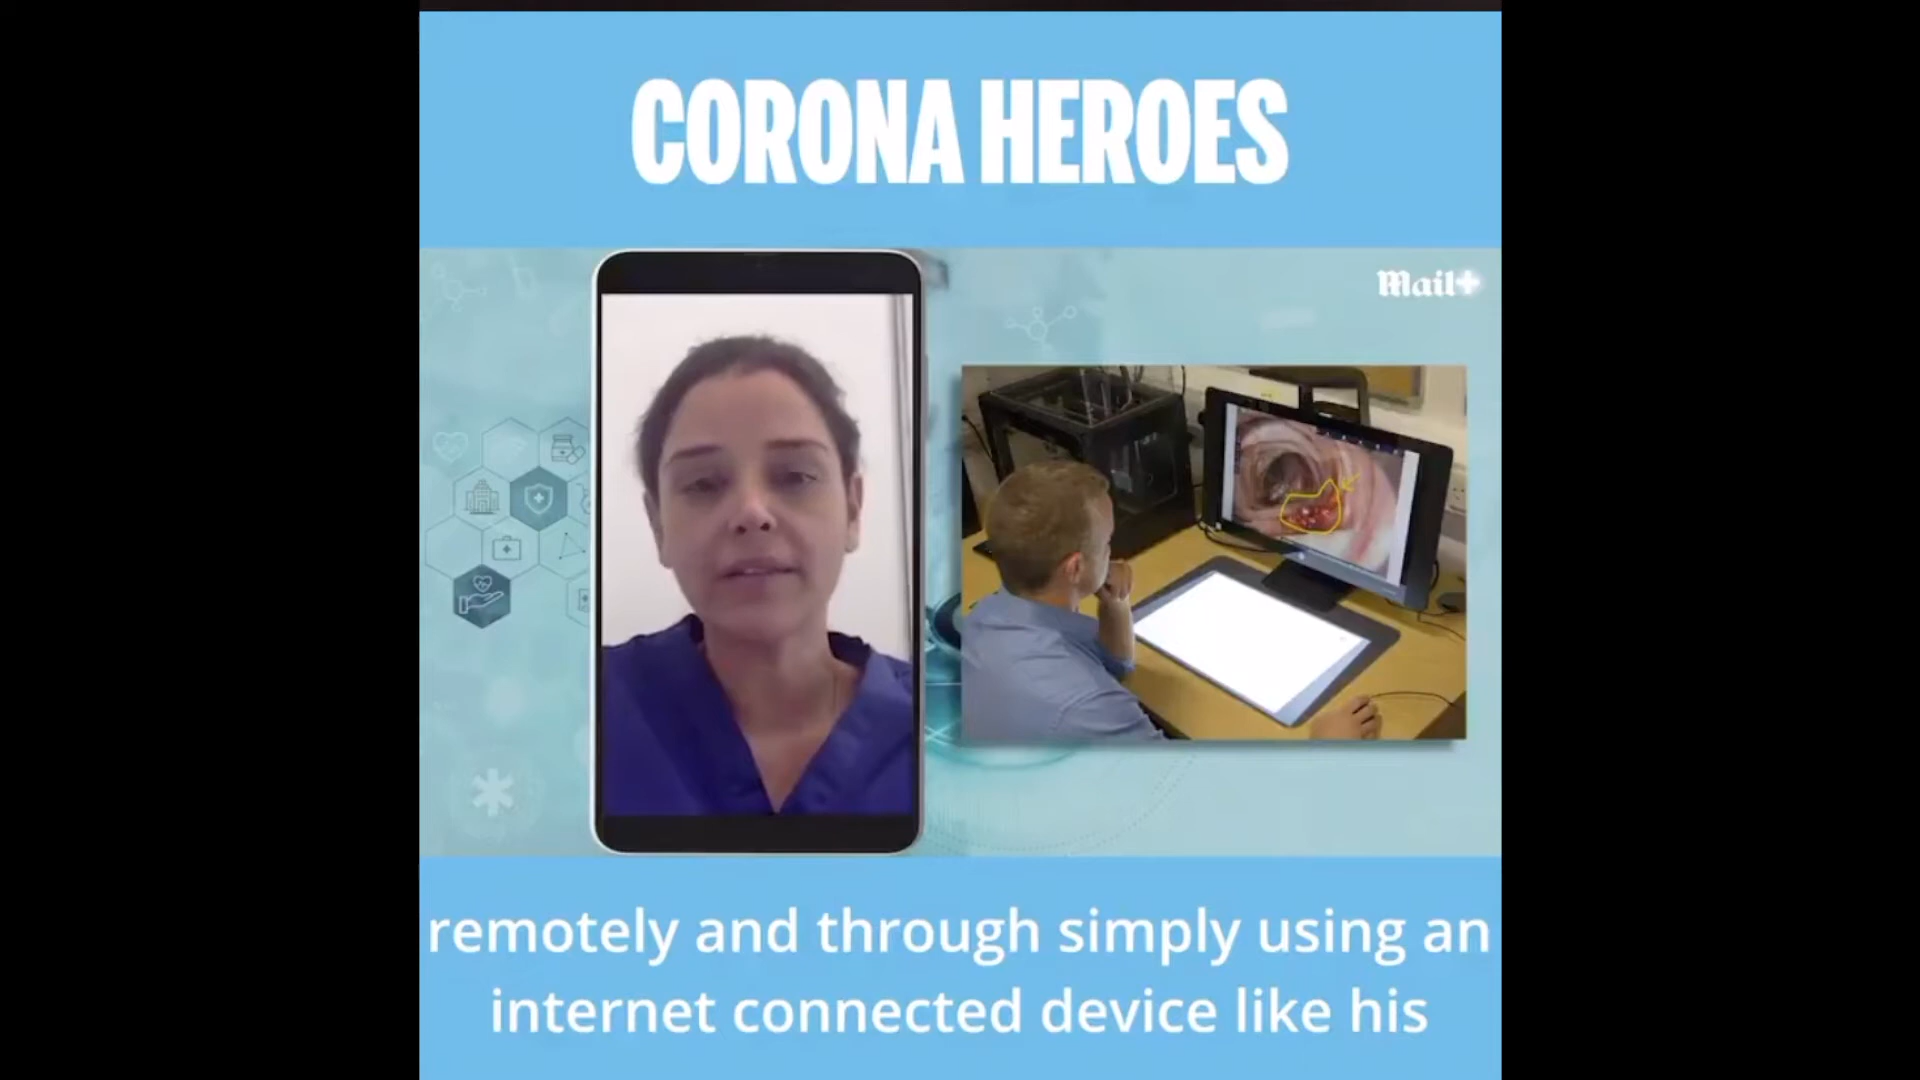 CORONA HEROES
Mail+
remotely and through simply using an
internet connected device like his